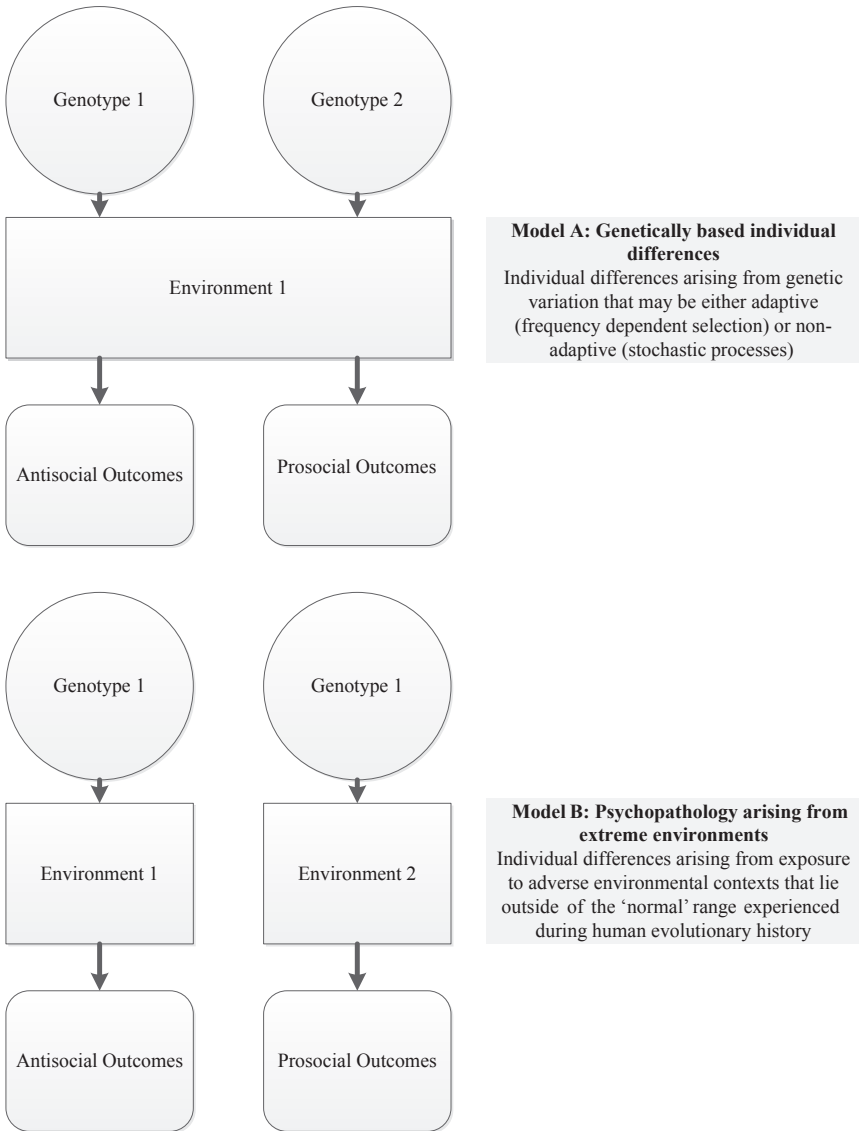 Genotype 1
Genotype 2
Environment 1
Model A: Genetically based individual
differences
Individual differences arising from genetic
variation that may be either adaptive
(frequency dependent selection) or non-
adaptive (stochastic processes)
Antisocial Outcomes
Prosocial Outcomes
Genotype 1
Genotype 1
Environment 1
Environment 2
Model B: Psychopathology arising from
extreme environments
Individual differences arising from exposure
to adverse environmental contexts that lie
outside of the ‘normal’ range experienced
during human evolutionary history
Antisocial Outcomes
Prosocial Outcomes